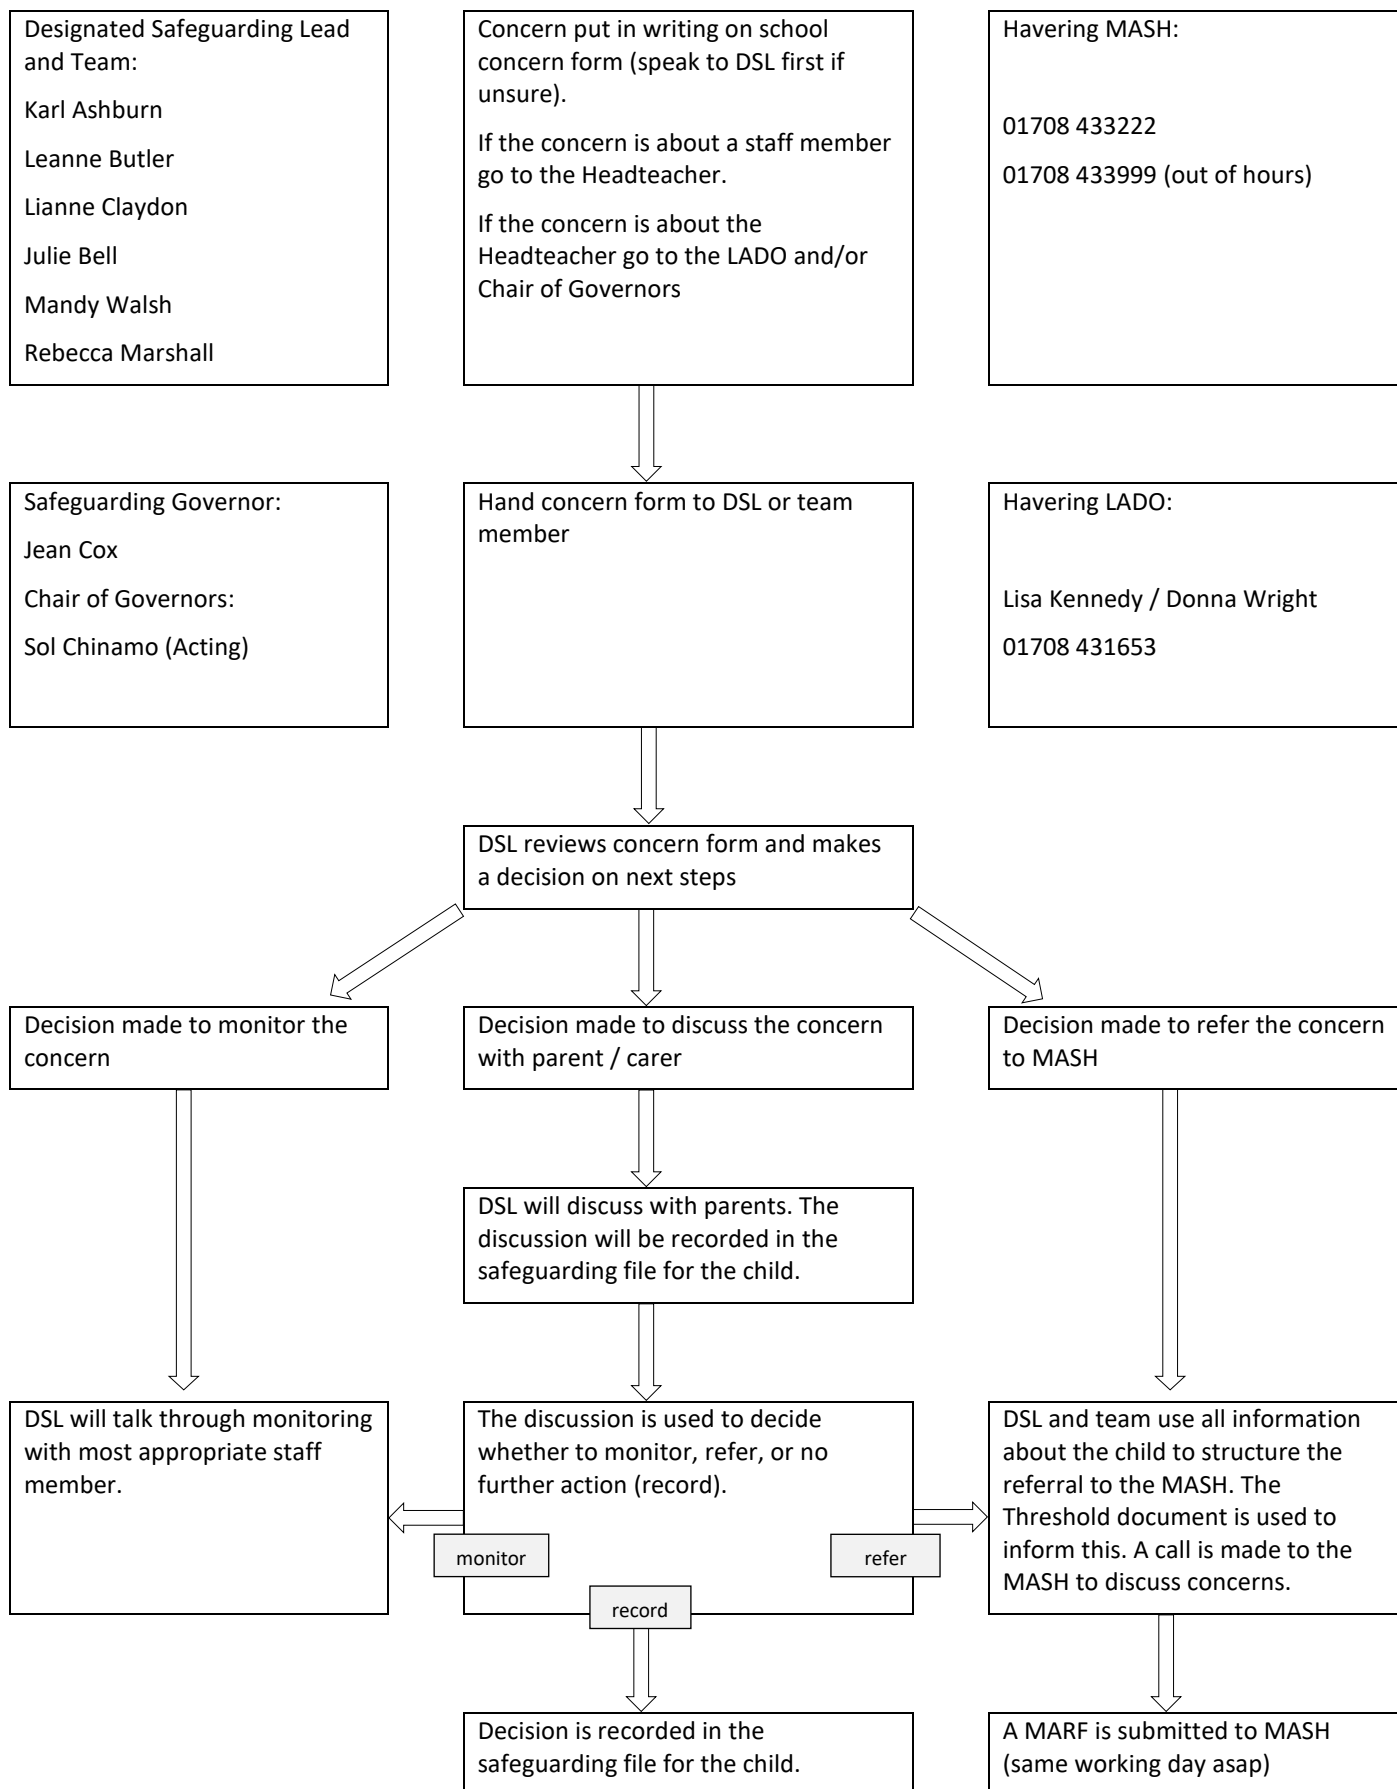 Designated Safeguarding Lead
and Team:
Karl Ashburn
Leanne Butler
Lianne Claydon
Julie Bell
Mandy Walsh
Rebecca Marshall
Concern put in writing on school
concern form (speak to DSL first if
unsure).
If the concern is about a staff member
go to the Headteacher.
If the concern is about the
Headteacher go to the LADO and/or
Chair of Governors
Havering MASH:
01708 433222
01708 433999 (out of hours)
Safeguarding Governor:
Jean Cox
Chair of Governors:
Sol Chinamo (Acting)
Hand concern form to DSL or team
member
Havering LADO:
Lisa Kennedy / Donna Wright
01708 431653
DSL reviews concern form and makes
a decision on next steps
Decision made to monitor the
concern
Decision made to discuss the concern
with parent / carer
Decision made to refer the concern
to MASH
DSL will discuss with parents. The
discussion will be recorded in the
safeguarding file for the child.
DSL will talk through monitoring
with most appropriate staff
member.
The discussion is used to decide
whether to monitor, refer, or no
further action (record).
monitor
refer
record
DSL and team use all information
about the child to structure the
referral to the MASH. The
Threshold document is used to
inform this. A call is made to the
MASH to discuss concerns.
Decision is recorded in the
safeguarding file for the child.
A MARF is submitted to MASH
(same working day asap)